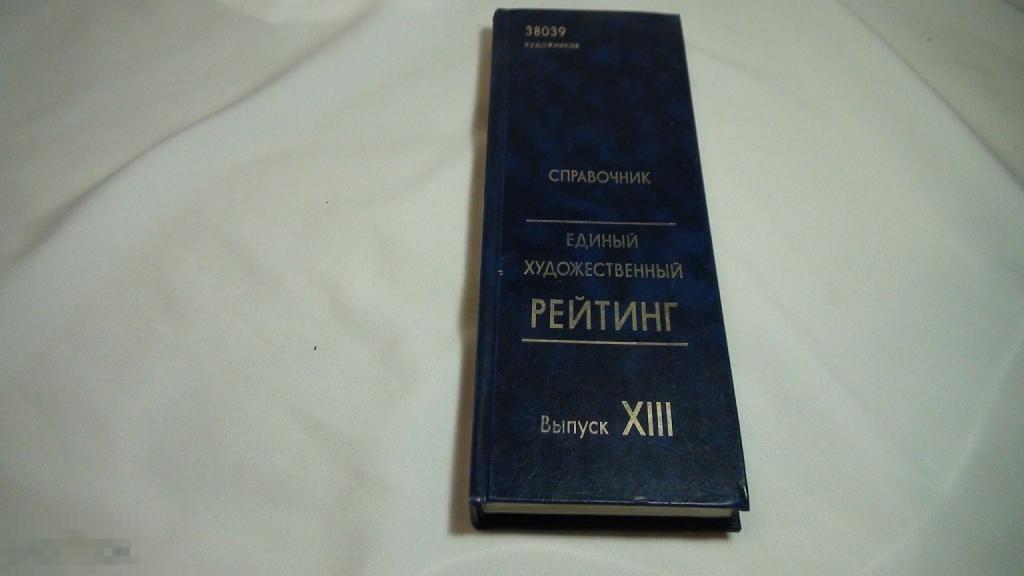 38039
художников
СПРАВОЧНИК
ЕДИНЫЙ
ХУДОЖЕСТВЕННЫЙ
РЕЙТИНГ
Выпуск XIII